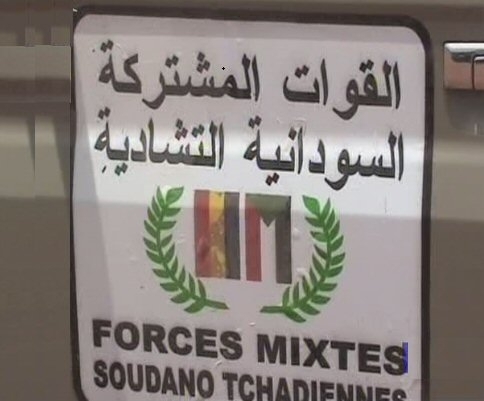 القوات المشتركة
السودانية التشادية
FORCES MIXTES
SOUDANO TCHADIENNES